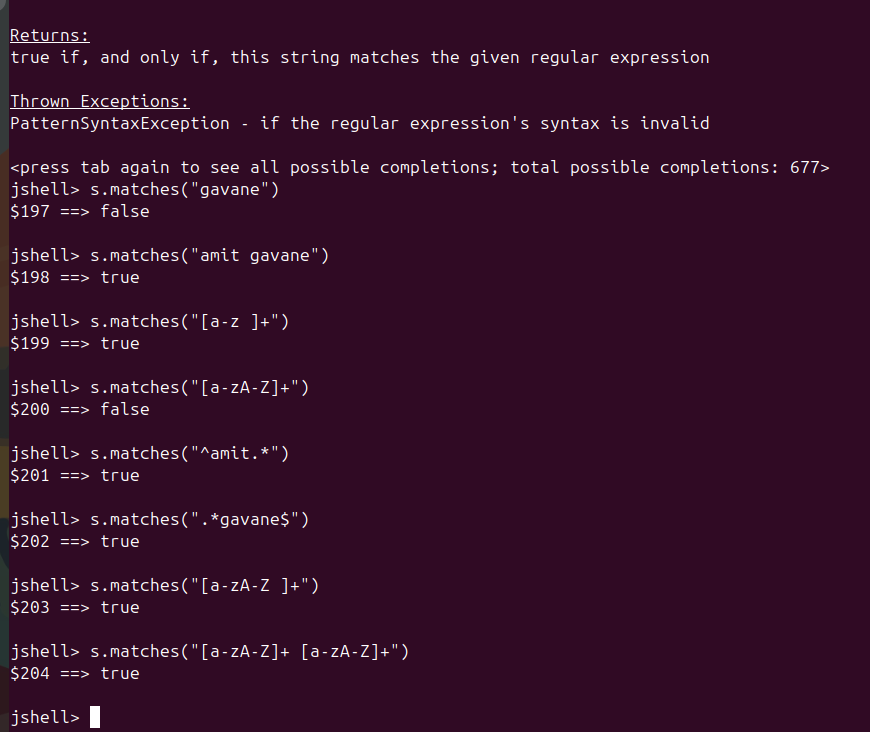 Returns:
true if, and only if, this string matches the given regular expression
Thrown Exceptions:
PatternSyntaxException - if the regular expression's syntax is invalid
<press tab again to see all possible completions; total possible completions: 677>
jshell> s.matches("gavane")
$197 ==> false
jshell> s.matches("amit gavane")
$198 ==> true
jshell> s.matches("[a-z ]+")
$199 ==> true
jshell> s.matches("[a-zA-Z]+")
$200 ==> false
jshell> s.matches("^amit.*")
$201 ==> true
jshell> s.matches(".*gavane$")
$202 ==> true
jshell> s.matches("[a-zA-Z ]+")
$203 ==> true
jshell> s.matches("[a-zA-Z]+ [a-zA-Z]+")
$204 ==> true
jshell>